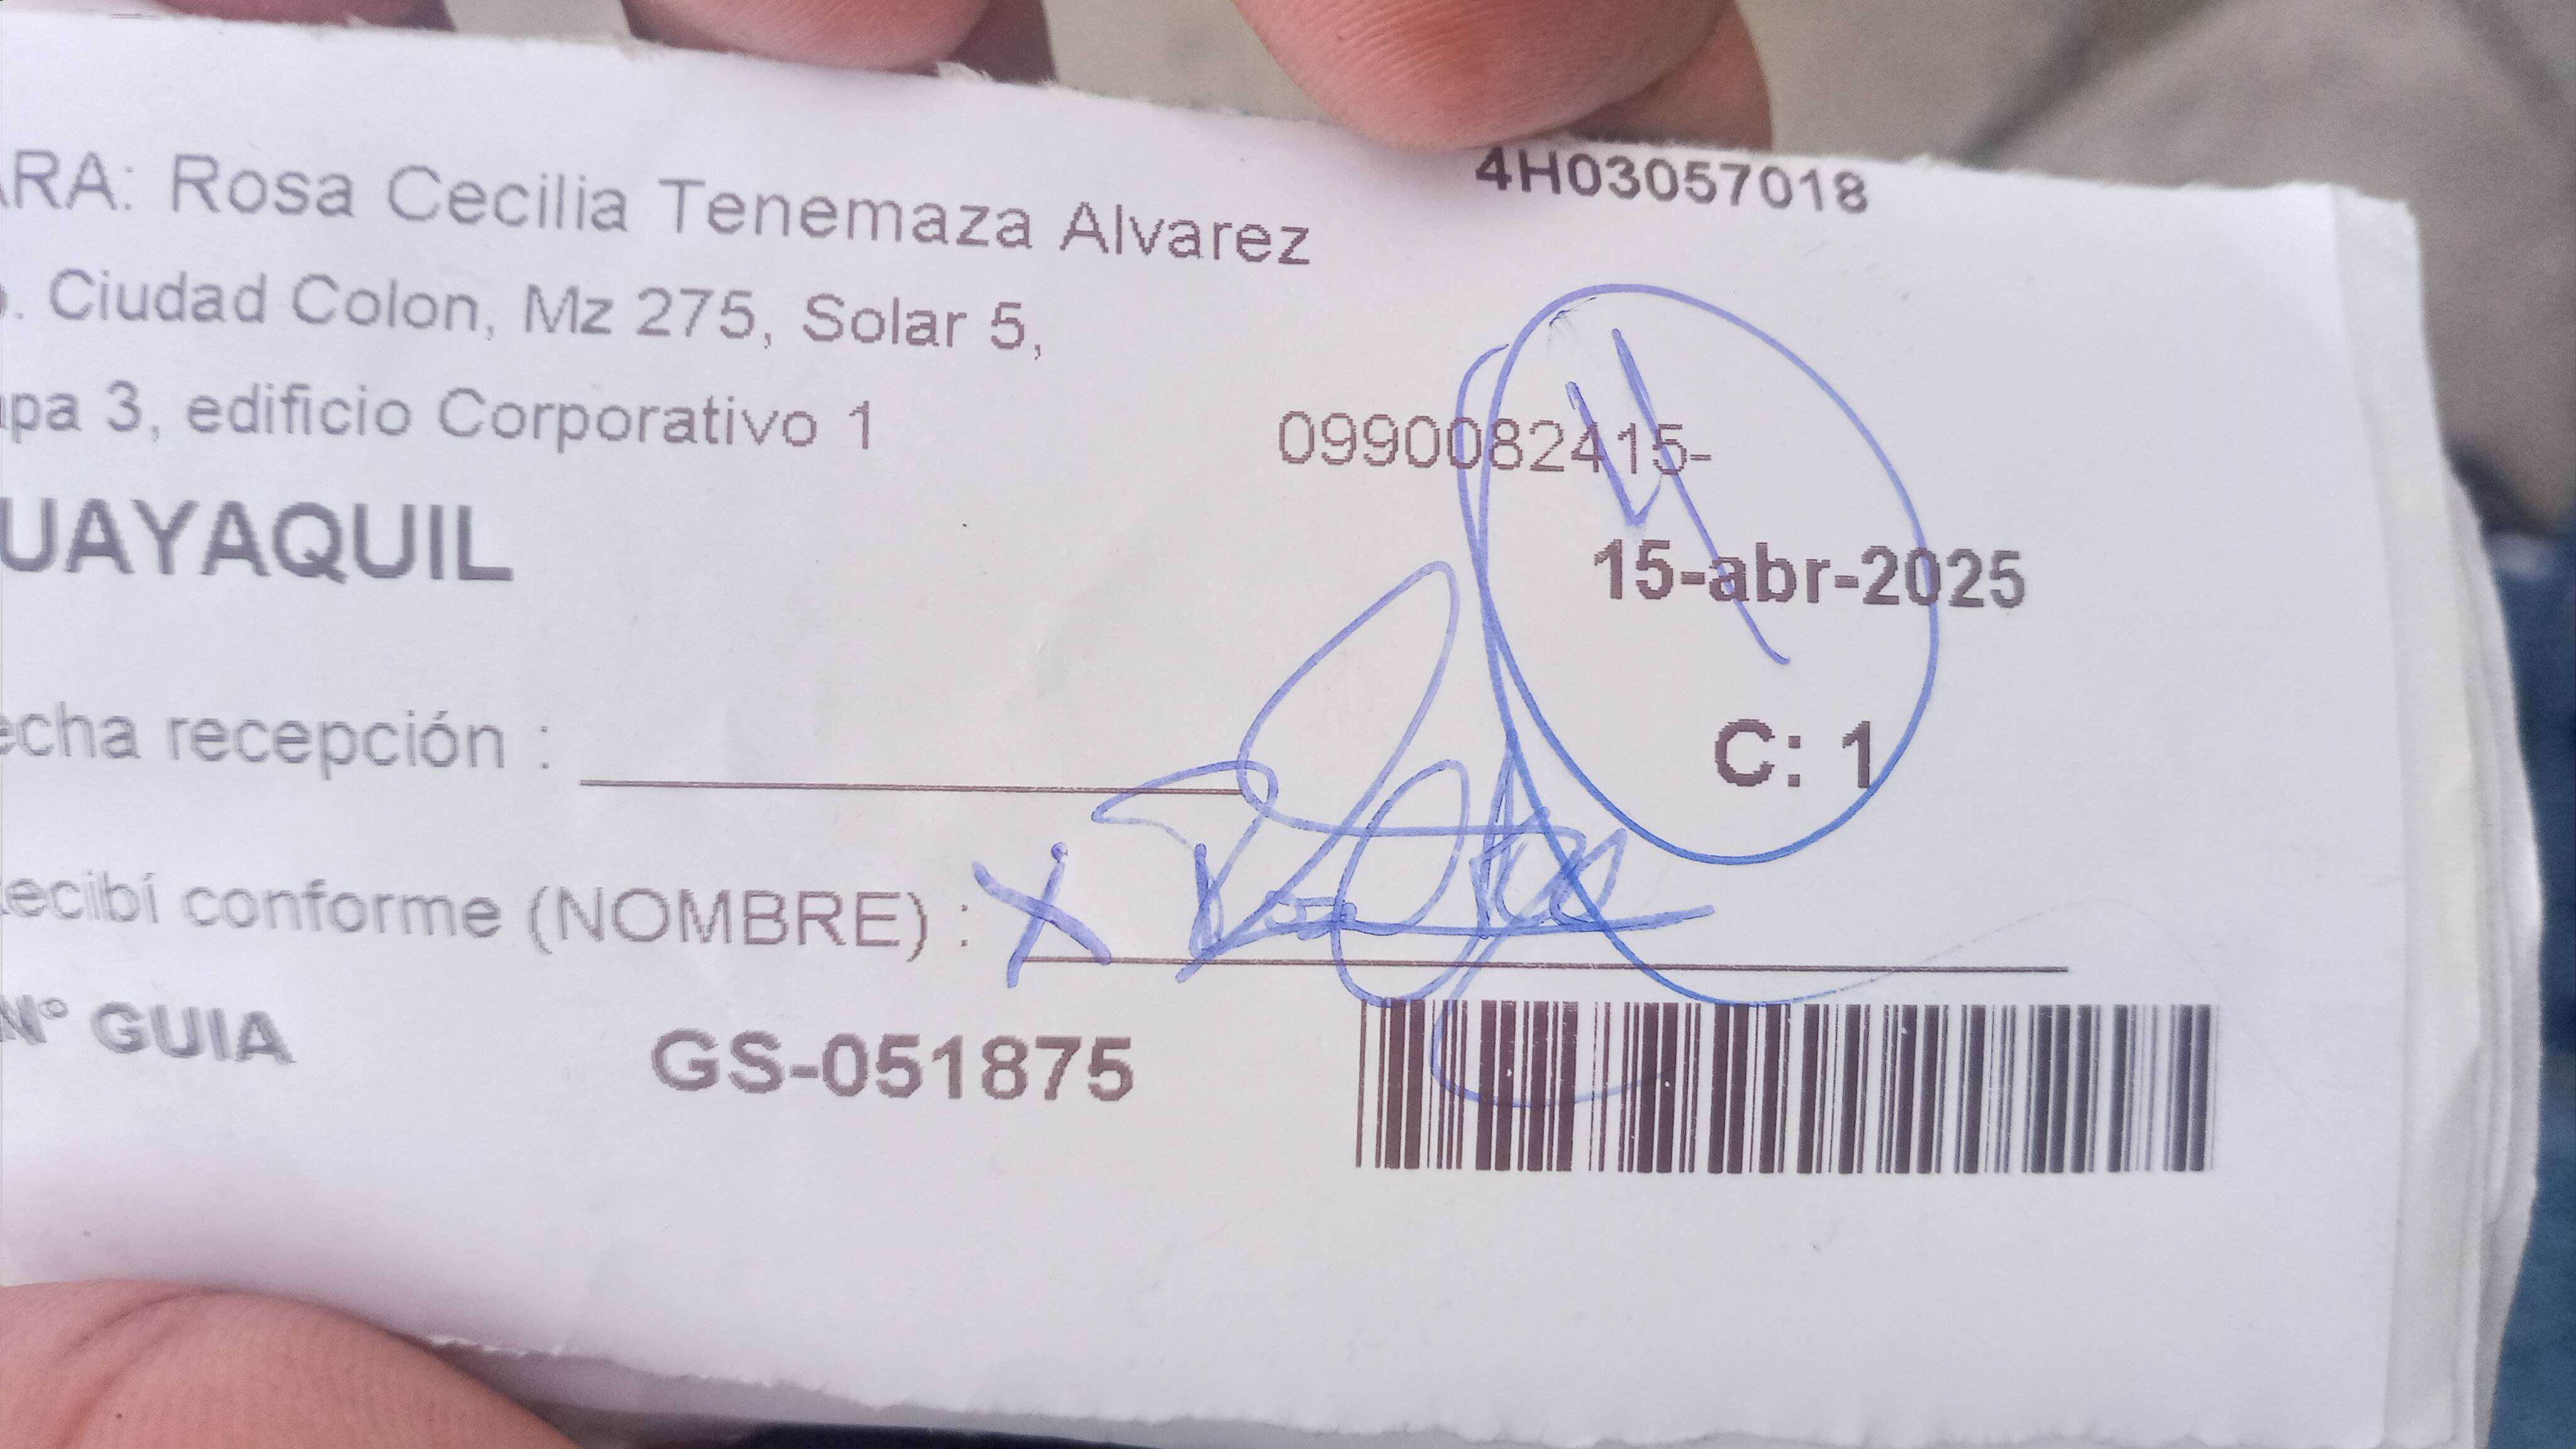 ARA: Rosa Cecilia Tenemaza Alvarez
4H03057018
. Ciudad Colon, Mz 275, Solar 5,
apa 3, edificio Corporativo 1
0990082415-
UAYAQUIL
15-abr-2025
echa recepción :
C: 1
ecibí conforme (NOMBRE) : X
N° GUIA GS-051875